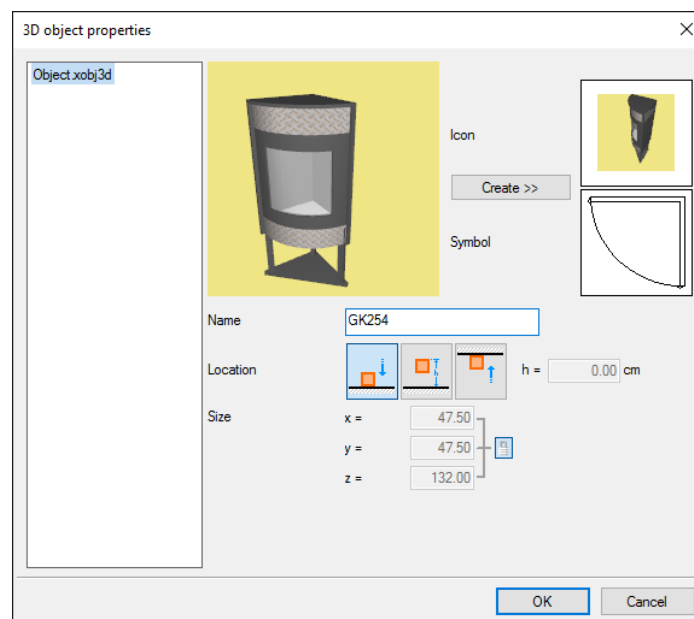 3D object properties
Object.xobj3d
Icon
Create >>
Symbol
Name GK254
Location h h = 0.00 cm
Size x = 47.50
y = 47.50
z = 132.00
OK Cancel